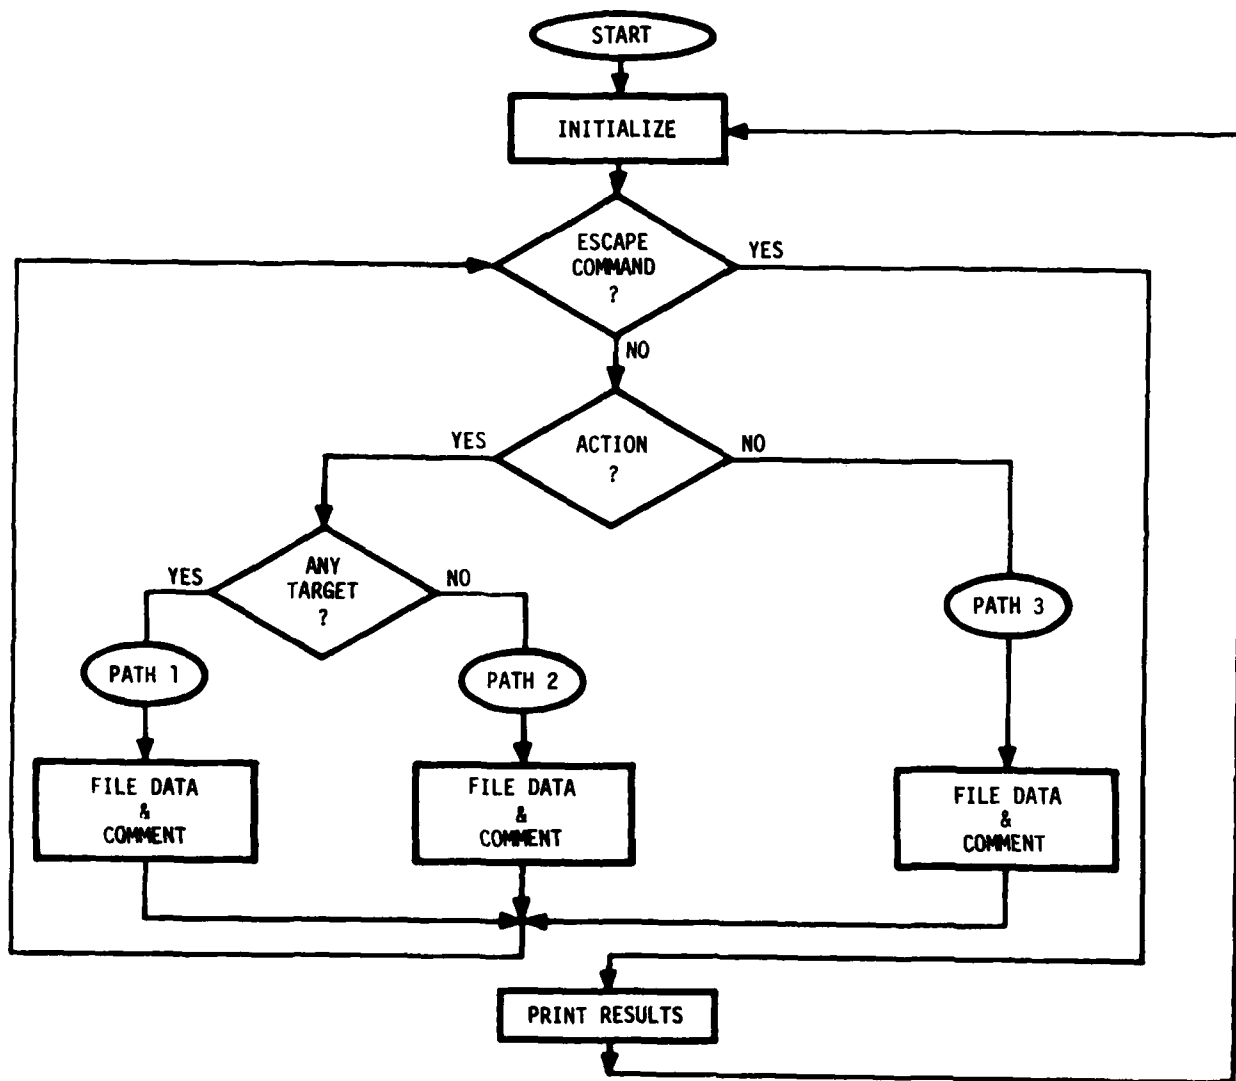 START
INITIALIZE
ESCAPE
COMMAND
?
YES
NO
ACTION
?
YES
NO
ANY
TARGET
?
YES
NO
PATH 1
PATH 2
PATH 3
FILE DATA
&
COMMENT
FILE DATA
&
COMMENT
FILE DATA
&
COMMENT
PRINT RESULTS